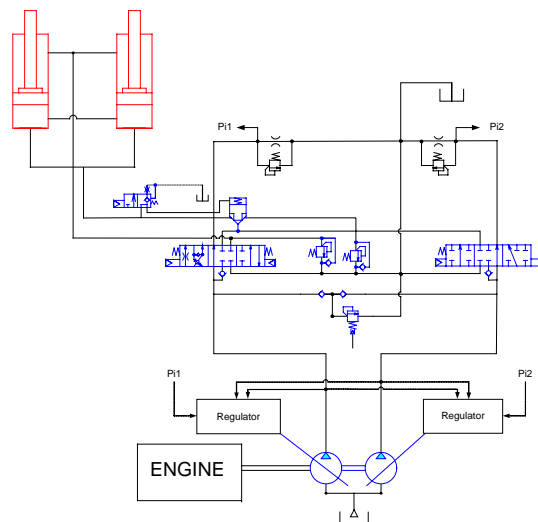 Pi1
Pi2
Pi1
Pi2
Regulator
Regulator
ENGINE